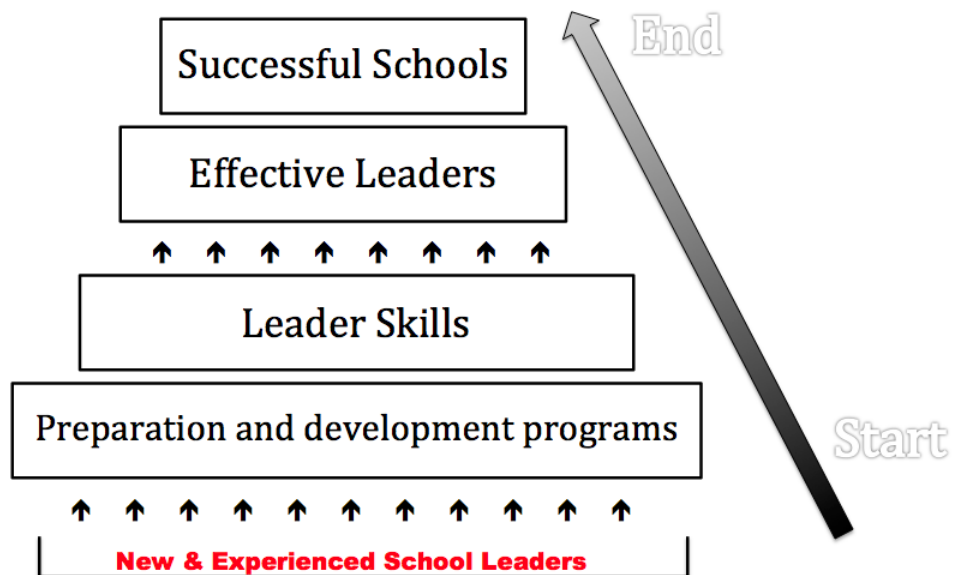 End
Successful Schools
Effective Leaders
Leader Skills
Preparation and development programs
Start
New & Experienced School Leaders